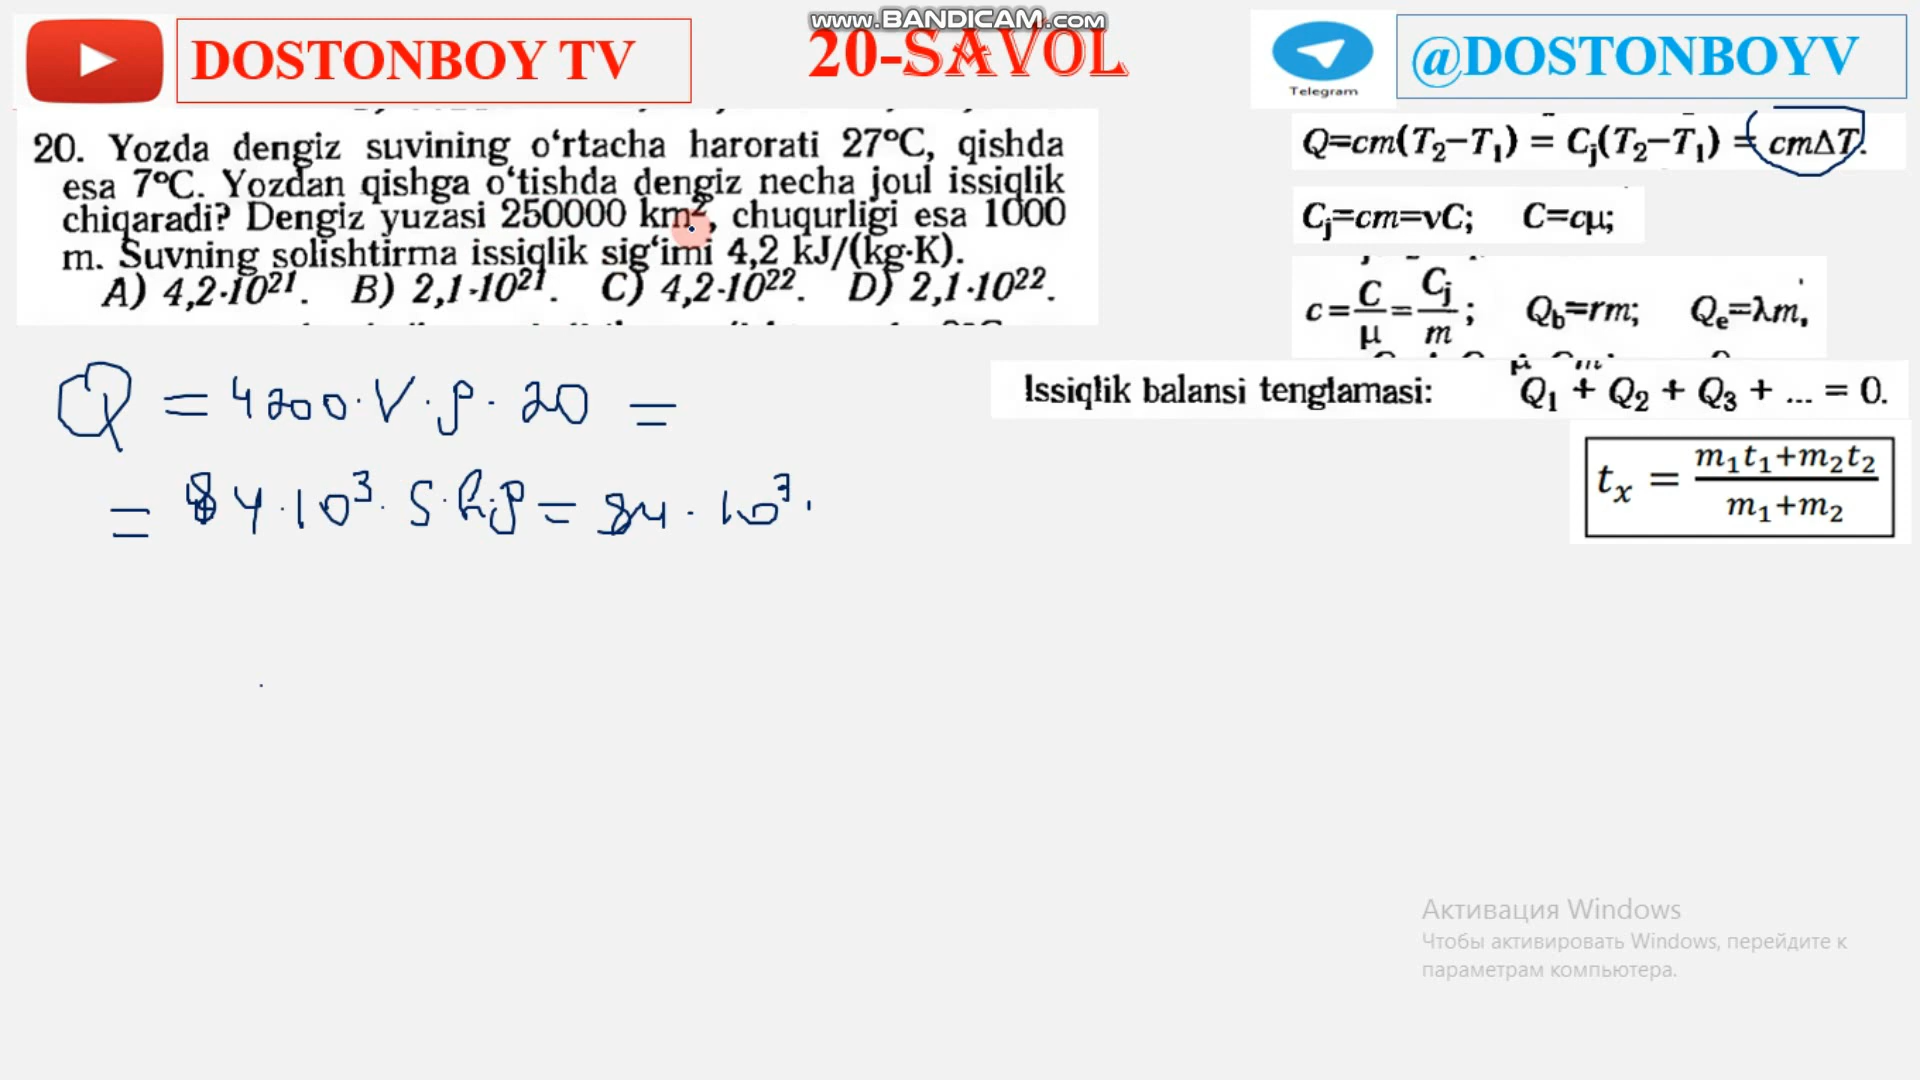 www.BANDICAM.com
DOSTONBOY TV
20-SAVOL
Telegram
@DOSTONBOYV
20. Yozda dengiz suvining o‘rtacha harorati 27°C, qishda
esa 7°C. Yozdan qishga o‘tishda dengiz necha joul issiqlik
chiqaradi? Dengiz yuzasi 250000 km², chuqurligi esa 1000
m. Suvning solishtirma issiqlik sig‘imi 4,2 kJ/(kg·K).
A) 4,2·10²¹. B) 2,1·10²¹. C) 4,2·10²². D) 2,1·10²².
Q=cm(T₂−T₁) = Cⱼ(T₂−T₁) = cmΔT.
Cⱼ=cm=νC; C=cμ;
c=C/μ=Cⱼ/m; Q_b=rm; Q_e=λm,
Issiqlik balansi tenglamasi: Q₁ + Q₂ + Q₃ + ... = 0.
tₓ = (m₁t₁+m₂t₂)/(m₁+m₂)
Q = 4200·V·ρ·20 =
= 84·10³·S·h·ρ = 84·10³·
Активация Windows
Чтобы активировать Windows, перейдите к
параметрам компьютера.